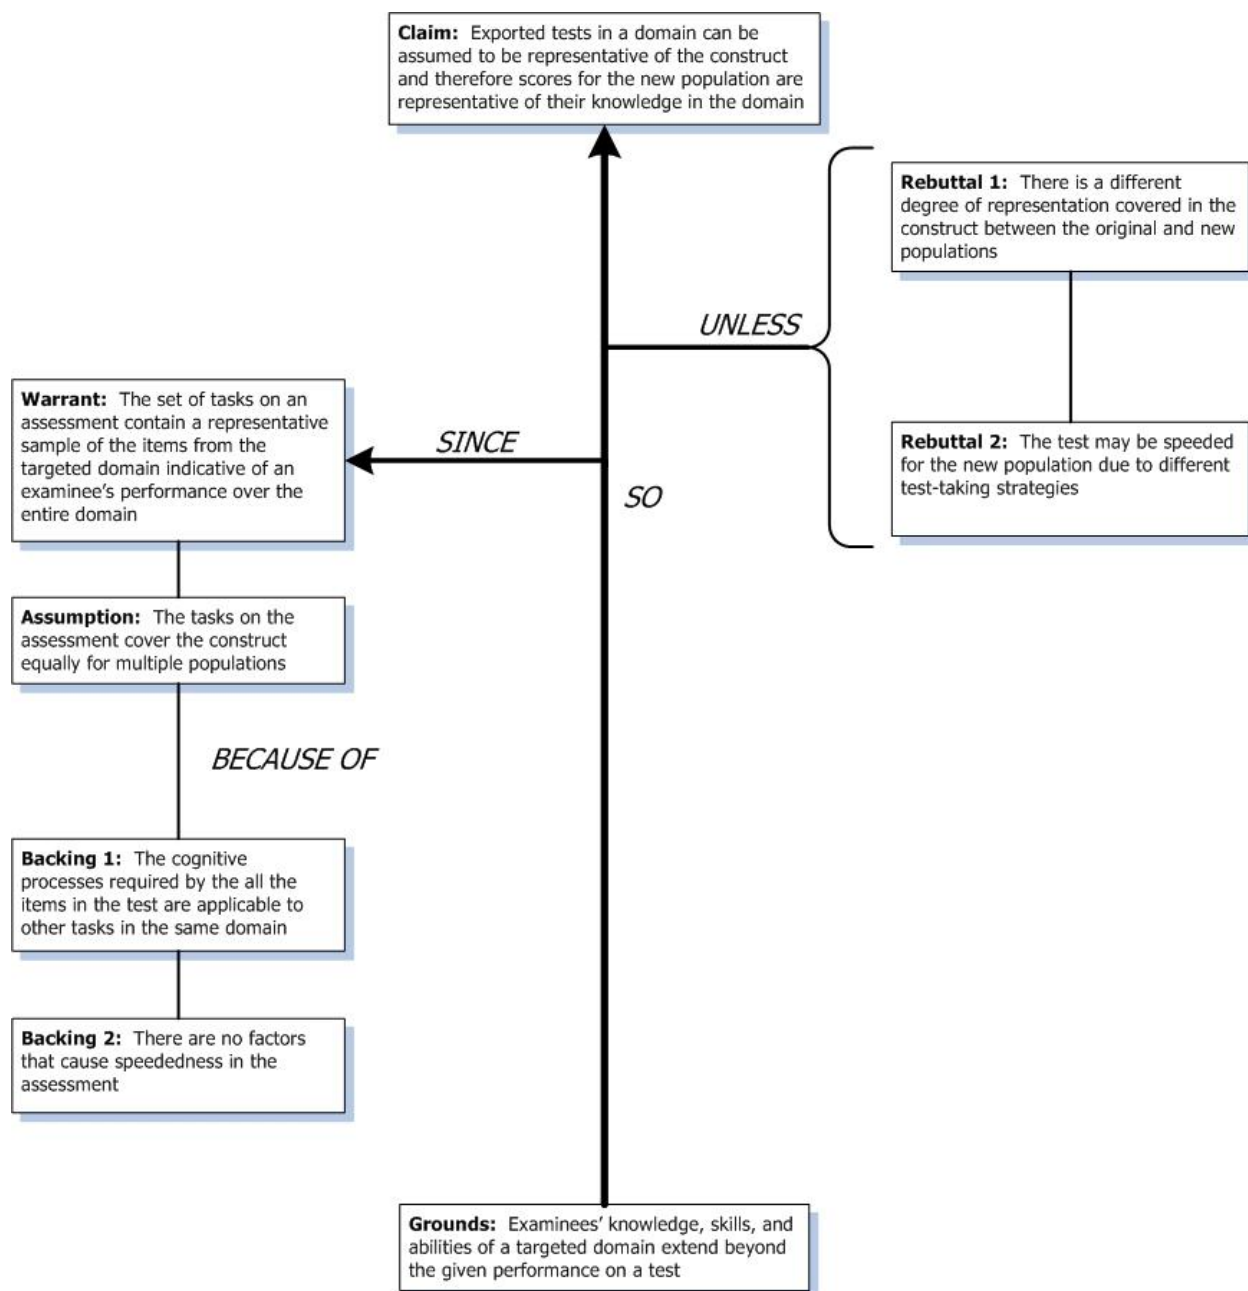 Claim: Exported tests in a domain can be
assumed to be representative of the construct
and therefore scores for the new population are
representative of their knowledge in the domain
Rebuttal 1: There is a different
degree of representation covered in the
construct between the original and new
populations
UNLESS
Warrant: The set of tasks on an
assessment contain a representative
sample of the items from the
targeted domain indicative of an
examinee's performance over the
entire domain
SINCE
Rebuttal 2: The test may be speeded
for the new population due to different
test-taking strategies
SO
Assumption: The tasks on the
assessment cover the construct
equally for multiple populations
BECAUSE OF
Backing 1: The cognitive
processes required by the all the
items in the test are applicable to
other tasks in the same domain
Backing 2: There are no factors
that cause speededness in the
assessment
Grounds: Examinees' knowledge, skills, and
abilities of a targeted domain extend beyond
the given performance on a test